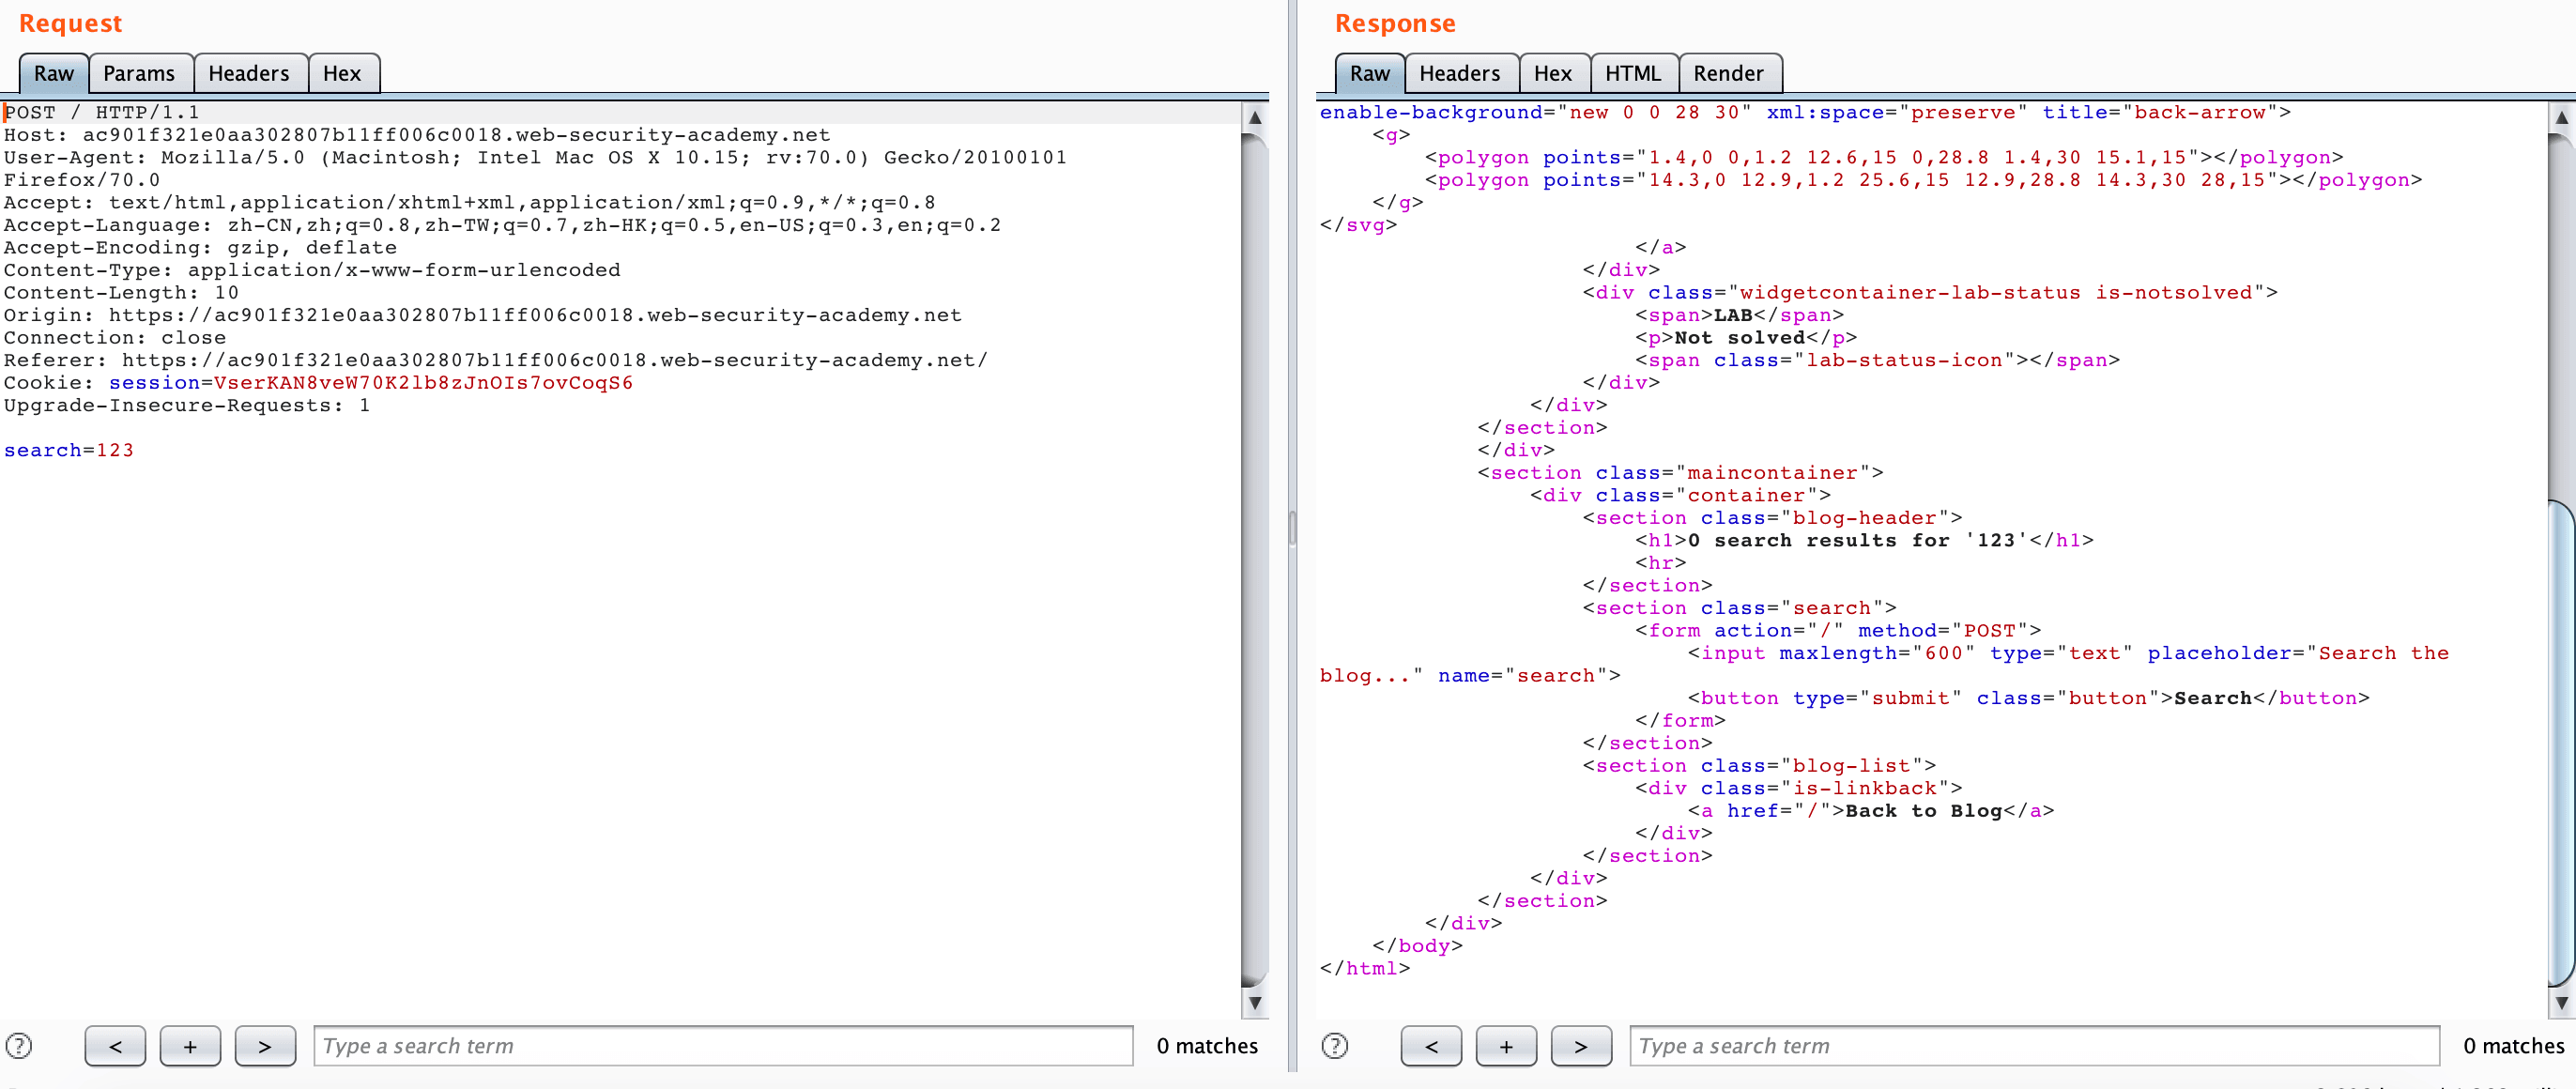 Request
Raw Params Headers Hex
POST / HTTP/1.1
Host: ac901f321e0aa302807b11ff006c0018.web-security-academy.net
User-Agent: Mozilla/5.0 (Macintosh; Intel Mac OS X 10.15; rv:70.0) Gecko/20100101
Firefox/70.0
Accept: text/html,application/xhtml+xml,application/xml;q=0.9,*/*;q=0.8
Accept-Language: zh-CN,zh;q=0.8,zh-TW;q=0.7,zh-HK;q=0.5,en-US;q=0.3,en;q=0.2
Accept-Encoding: gzip, deflate
Content-Type: application/x-www-form-urlencoded
Content-Length: 10
Origin: https://ac901f321e0aa302807b11ff006c0018.web-security-academy.net
Connection: close
Referer: https://ac901f321e0aa302807b11ff006c0018.web-security-academy.net/
Cookie: session=VserKAN8veW70K2lb8zJnOIs7ovCoqS6
Upgrade-Insecure-Requests: 1
search=123
? < + > Type a search term 0 matches
Response
Raw Headers Hex HTML Render
enable-background="new 0 0 28 30" xml:space="preserve" title="back-arrow">
<g>
<polygon points="1.4,0 0,1.2 12.6,15 0,28.8 1.4,30 15.1,15"></polygon>
<polygon points="14.3,0 12.9,1.2 25.6,15 12.9,28.8 14.3,30 28,15"></polygon>
</g>
</svg>
</a>
</div>
<div class="widgetcontainer-lab-status is-notsolved">
<span>LAB</span>
<p>Not solved</p>
<span class="lab-status-icon"></span>
</div>
</div>
</section>
</div>
<section class="maincontainer">
<div class="container">
<section class="blog-header">
<h1>0 search results for '123'</h1>
<hr>
</section>
<section class="search">
<form action="/" method="POST">
<input maxlength="600" type="text" placeholder="Search the
blog..." name="search">
<button type="submit" class="button">Search</button>
</form>
</section>
<section class="blog-list">
<div class="is-linkback">
<a href="/">Back to Blog</a>
</div>
</section>
</div>
</section>
</div>
</body>
</html>
? < + > Type a search term 0 matches